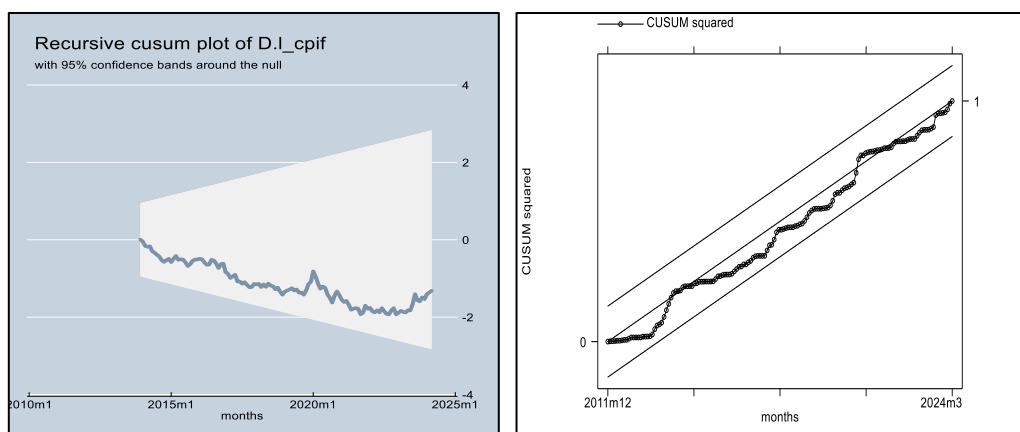 Recursive cusum plot of D.l_cpif
with 95% confidence bands around the null
4
2
0
-2
-4
2010m1 2015m1 2020m1 2025m1
months
CUSUM squared
CUSUM squared
1
0
2011m12 2024m3
months